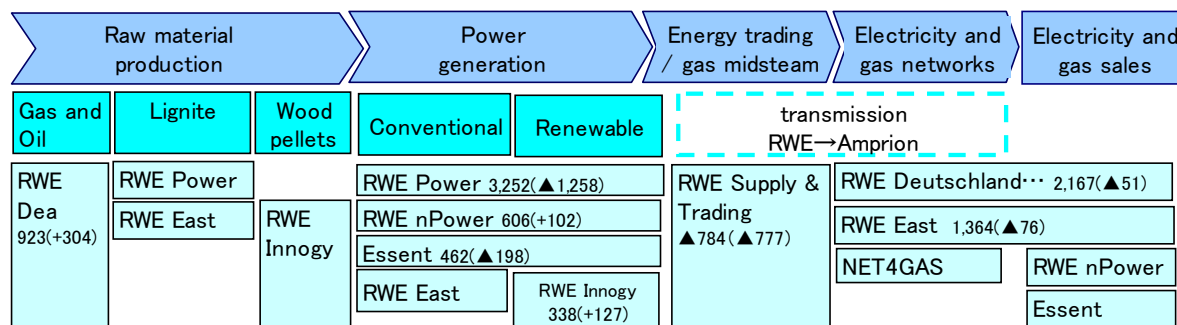 Raw material
production
Power
generation
Energy trading
/ gas midsteam
Electricity and
gas networks
Electricity and
gas sales
Gas and
Oil
Lignite
Wood
pellets
Conventional
Renewable
transmission
RWE→Amprion
RWE
Dea
923(+304)
RWE Power
RWE East
RWE
Innogy
RWE Power 3,252(▲1,258)
RWE nPower 606(+102)
Essent 462(▲198)
RWE East
RWE Innogy
338(+127)
RWE Supply &
Trading
▲784(▲777)
RWE Deutschland… 2,167(▲51)
RWE East 1,364(▲76)
NET4GAS
RWE nPower
Essent